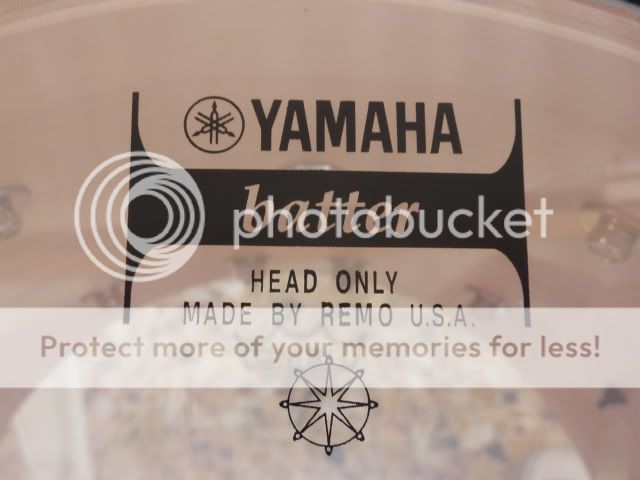 YAMAHA
batter
photobucket
HEAD ONLY
MADE BY REMO U.S.A.
Protect more of your memories for less!